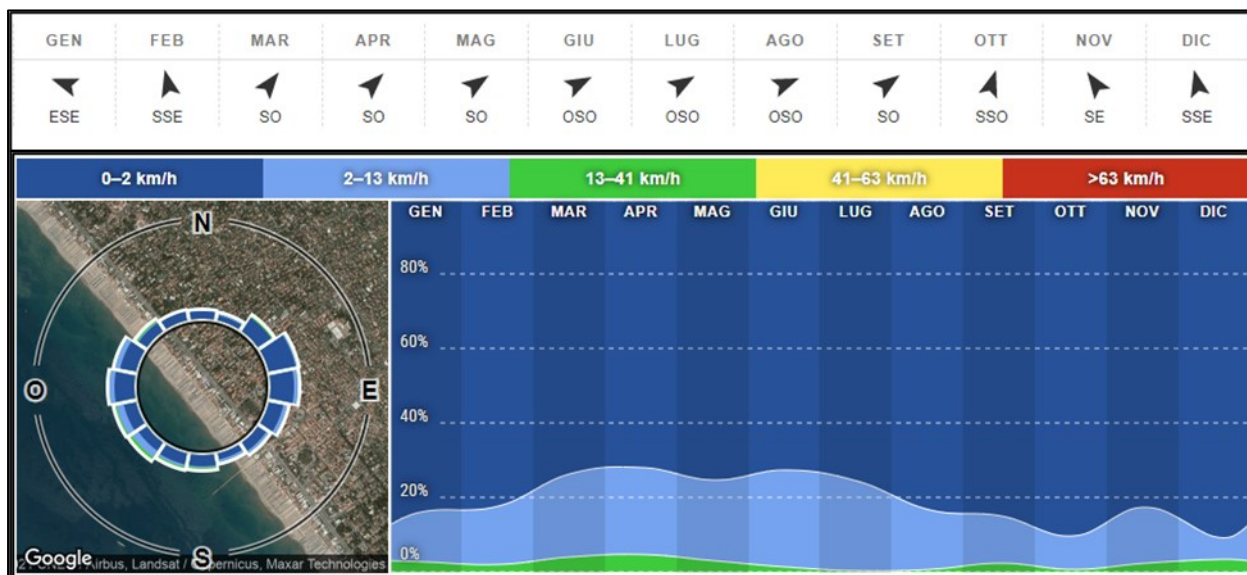 GEN FEB MAR APR MAG GIU LUG AGO SET OTT NOV DIC
ESE SSE SO SO SO OSO OSO OSO SO SSO SE SSE
0–2 km/h 2–13 km/h 13–41 km/h 41–63 km/h >63 km/h
GEN FEB MAR APR MAG GIU LUG AGO SET OTT NOV DIC
N
80%
60%
O E
40%
20%
S
0%
Google
Airbus, Landsat / Copernicus, Maxar Technologies